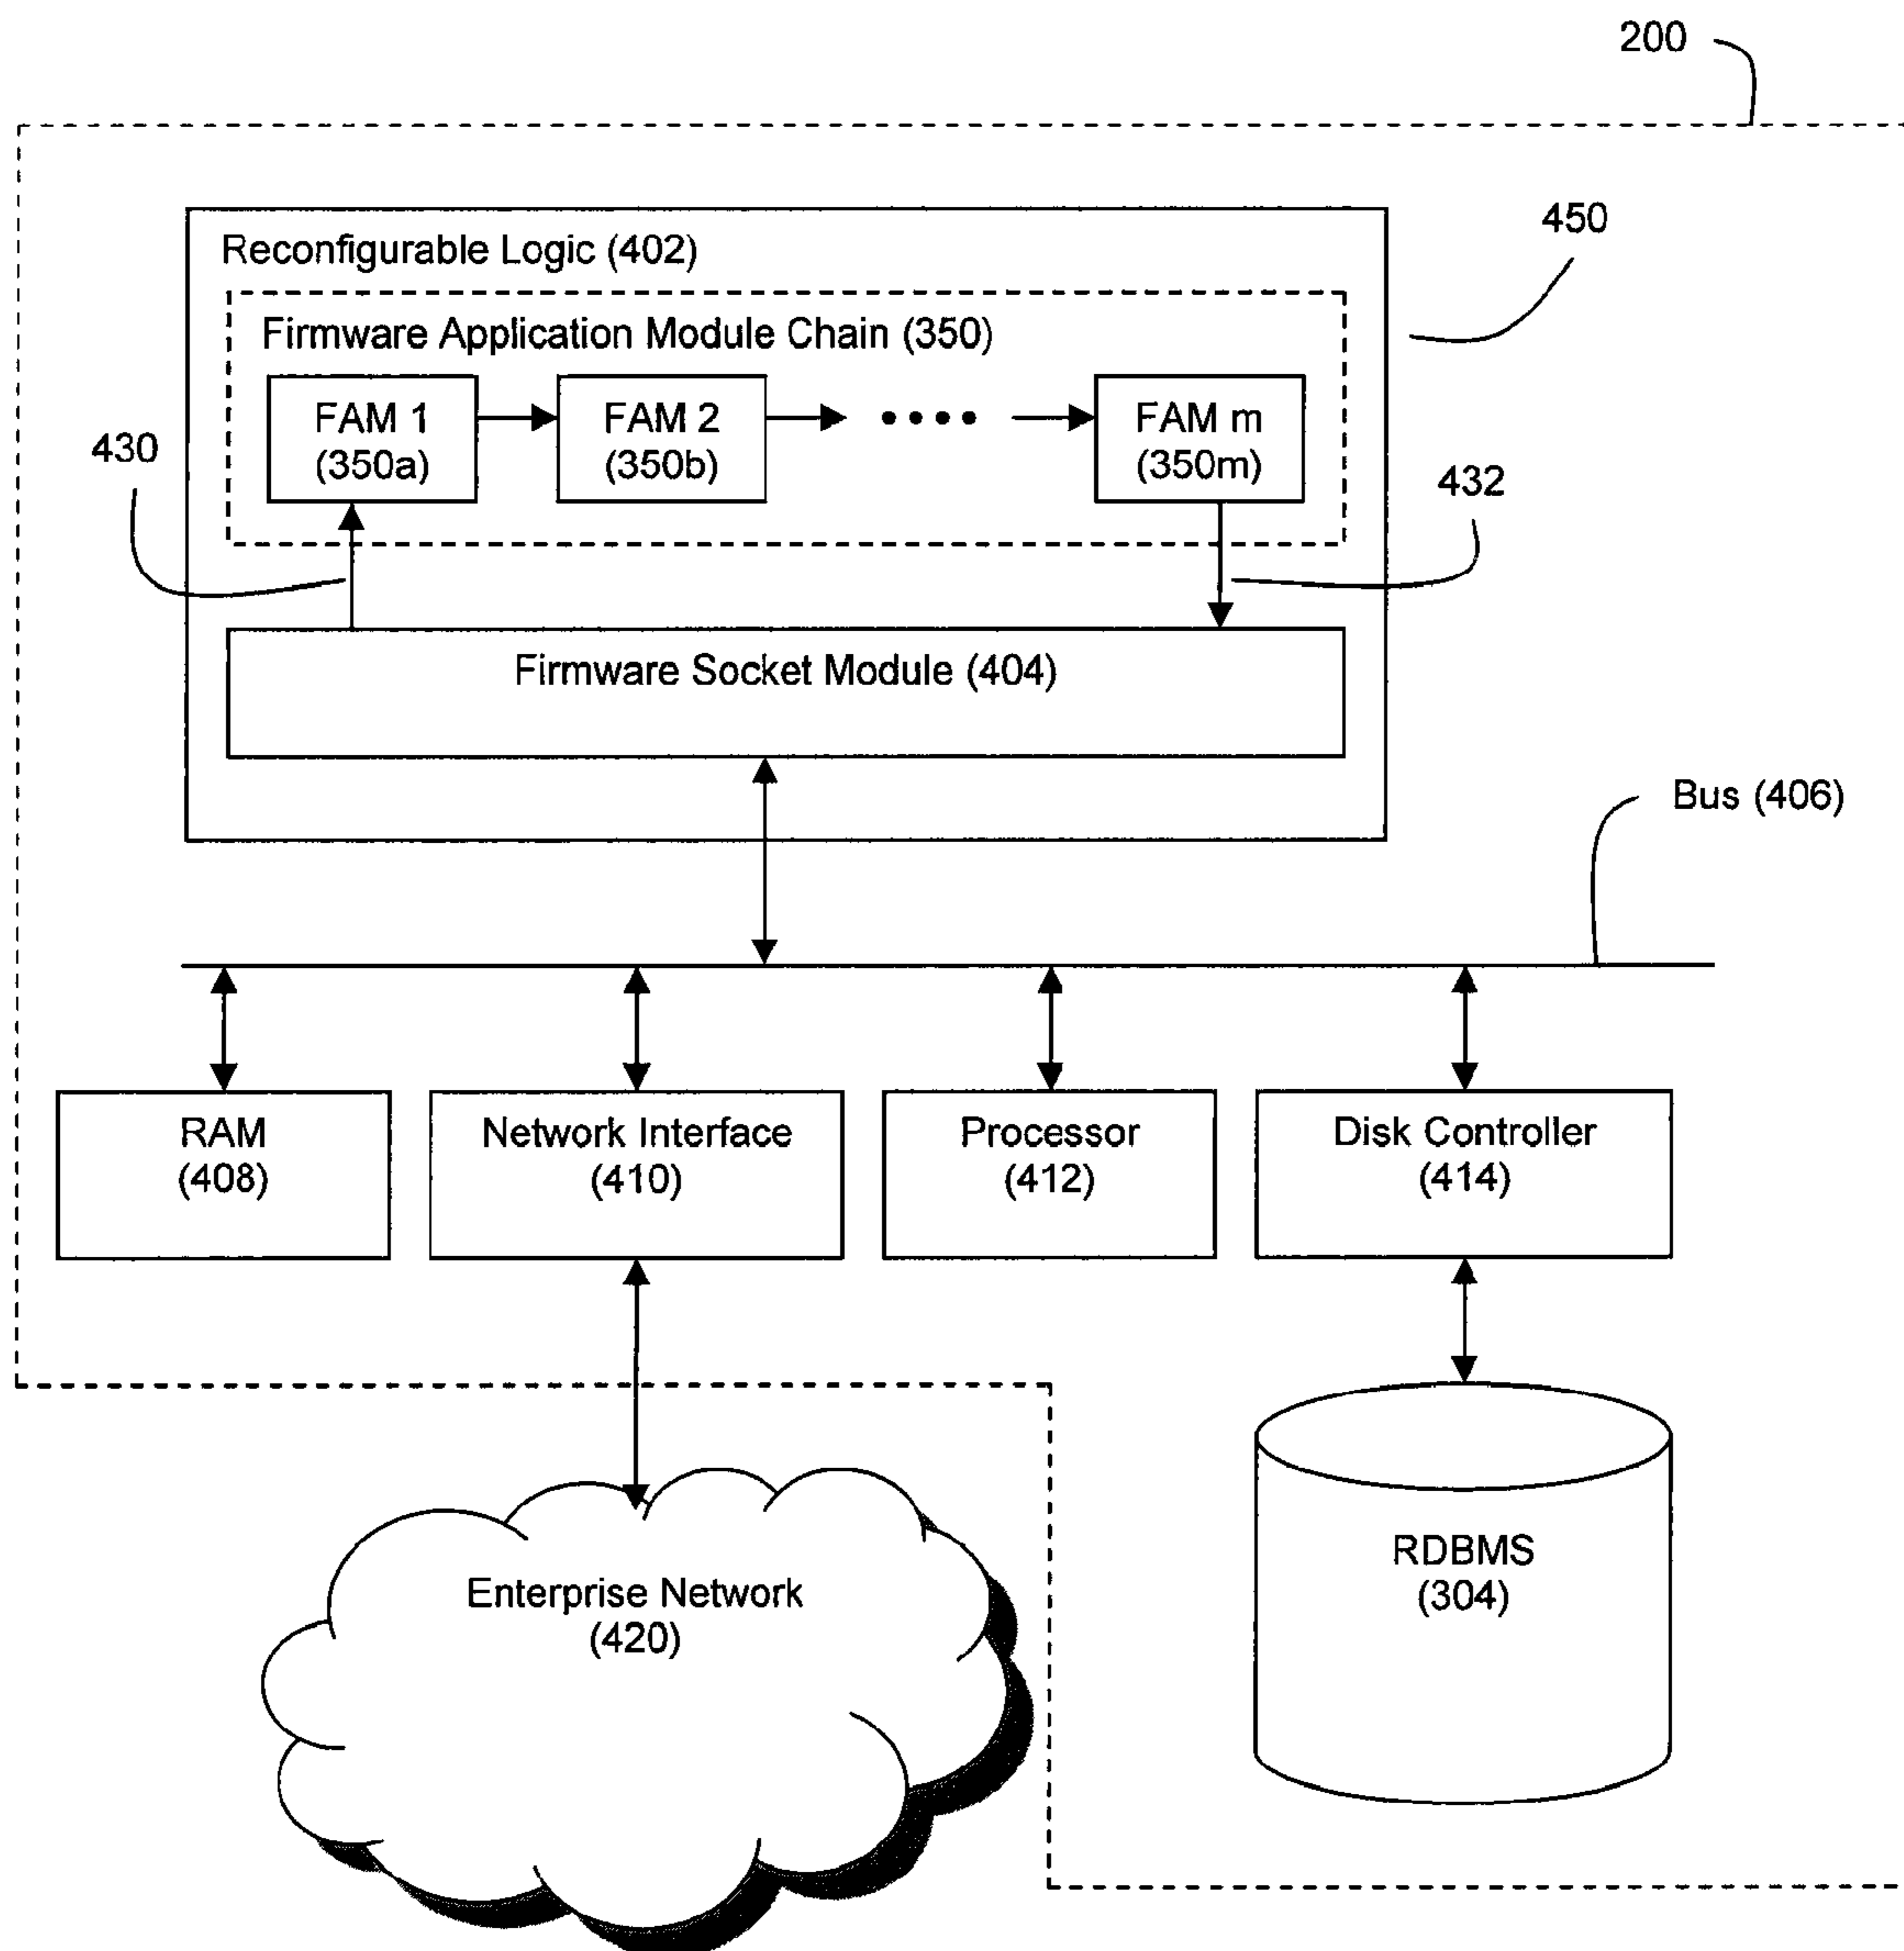 200
450
Reconfigurable Logic (402)
Firmware Application Module Chain (350)
FAM 1
(350a)
FAM 2
(350b)
••••
FAM m
(350m)
430
432
Firmware Socket Module (404)
Bus (406)
RAM
(408)
Network Interface
(410)
Processor
(412)
Disk Controller
(414)
Enterprise Network
(420)
RDBMS
(304)